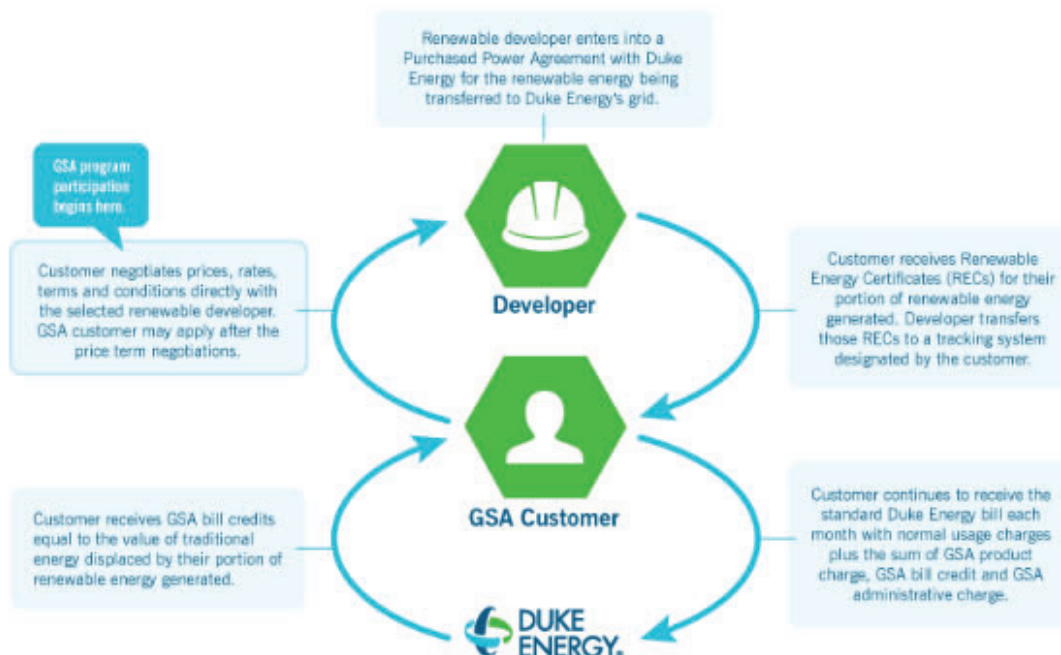 Renewable developer enters into a
Purchased Power Agreement with Duke
Energy for the renewable energy being
transferred to Duke Energy's grid.
GSA program
participation
begins here.
Customer negotiates prices, rates,
terms and conditions directly with
the selected renewable developer.
GSA customer may apply after the
price term negotiations.
Developer
Customer receives Renewable
Energy Certificates (RECs) for their
portion of renewable energy
generated. Developer transfers
those RECs to a tracking system
designated by the customer.
Customer receives GSA bill credits
equal to the value of traditional
energy displaced by their portion of
renewable energy generated.
GSA Customer
Customer continues to receive the
standard Duke Energy bill each
month with normal usage charges
plus the sum of GSA product
charge, GSA bill credit and GSA
administrative charge.
DUKE
ENERGY®